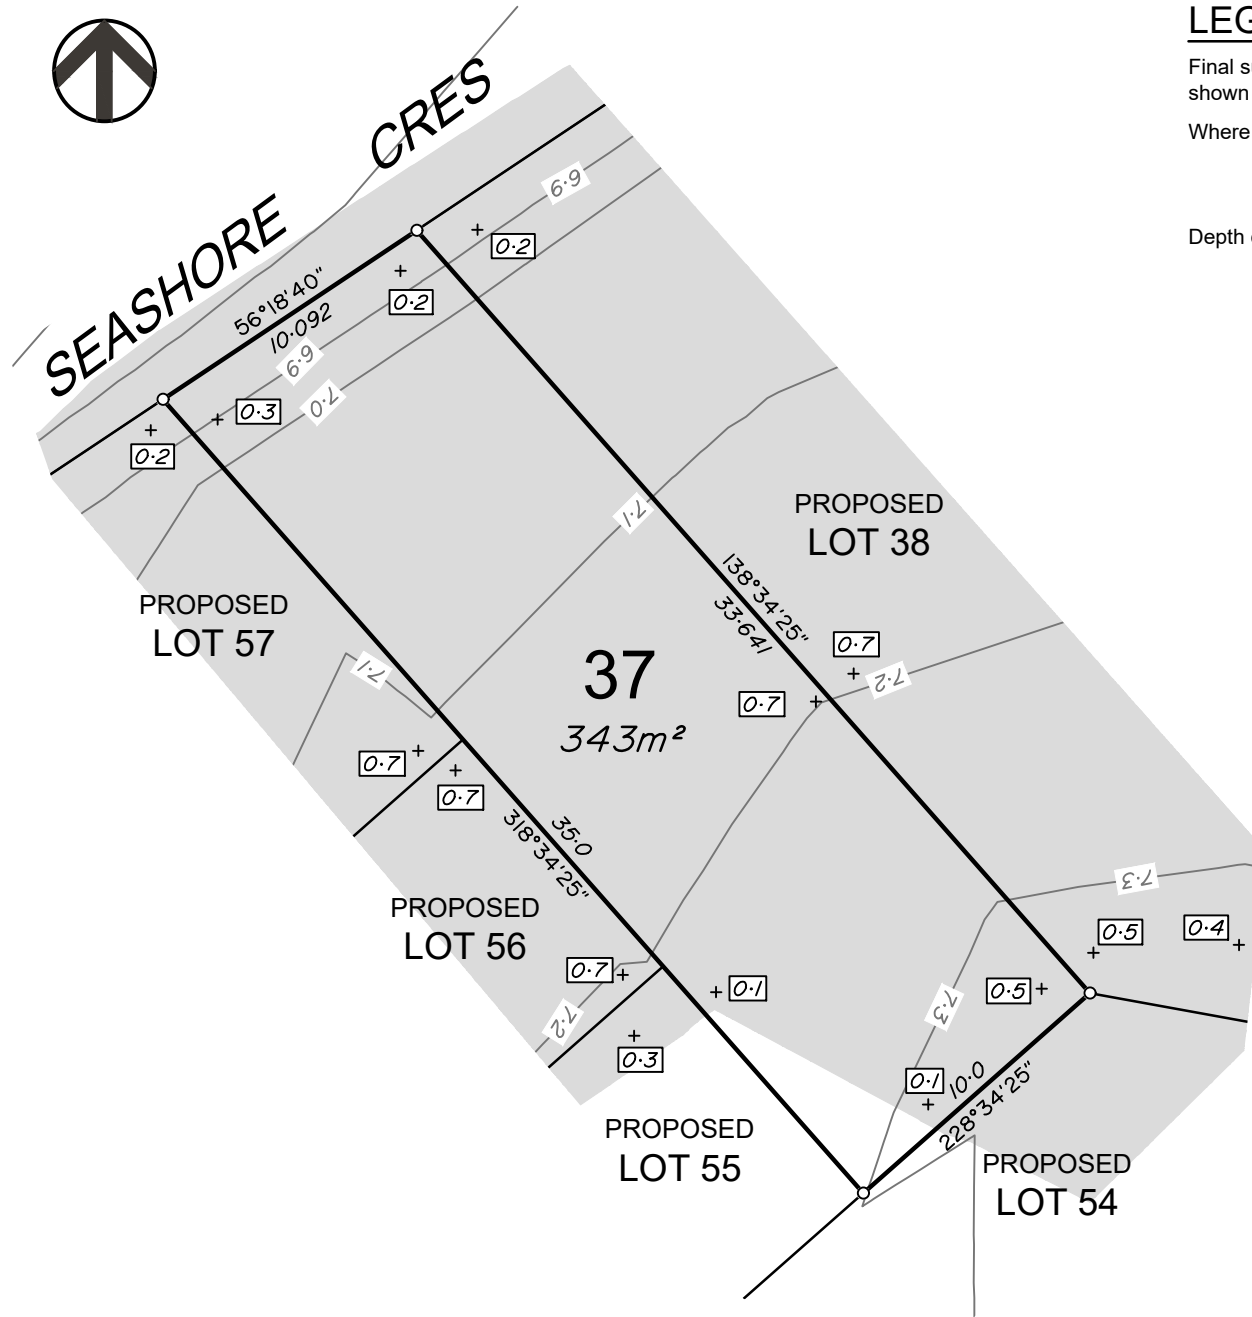 LEG
Final s
shown
Where
Depth
SEASHORE CRES
56°18'40"
10·092
6·9
6·9
7·0
0·2
0·2
0·3
0·2
7·1
PROPOSED
LOT 38
138°34'25"
33·641
PROPOSED
LOT 57
7·1
37
343m²
0·7
0·7
7·2
0·7
0·7
35·0
318°34'25"
PROPOSED
LOT 56
7·3
0·5
0·4
0·7
0·1
0·5
7·3
7·2
0·3
0·1
10·0
228°34'25"
PROPOSED
LOT 55
PROPOSED
LOT 54